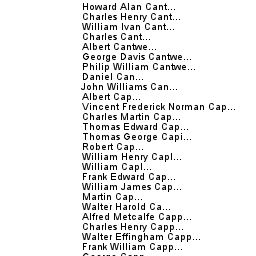 Howard Alan Cant...
Charles Henry Cant...
William Ivan Cant...
Charles Cant...
Albert Cantwe...
George Davis Cantwe...
Philip William Cantwe...
Daniel Can...
John Williams Can...
Albert Cap...
Vincent Frederick Norman Cap...
Charles Martin Cap...
Thomas Edward Cap...
Thomas George Capi...
Robert Cap...
William Henry Capl...
William Capl...
Frank Edward Cap...
William James Cap...
Martin Cap...
Walter Harold Ca...
Alfred Metcalfe Capp...
Charles Henry Capp...
Walter Effingham Capp...
Frank William Capp...
George Capp...